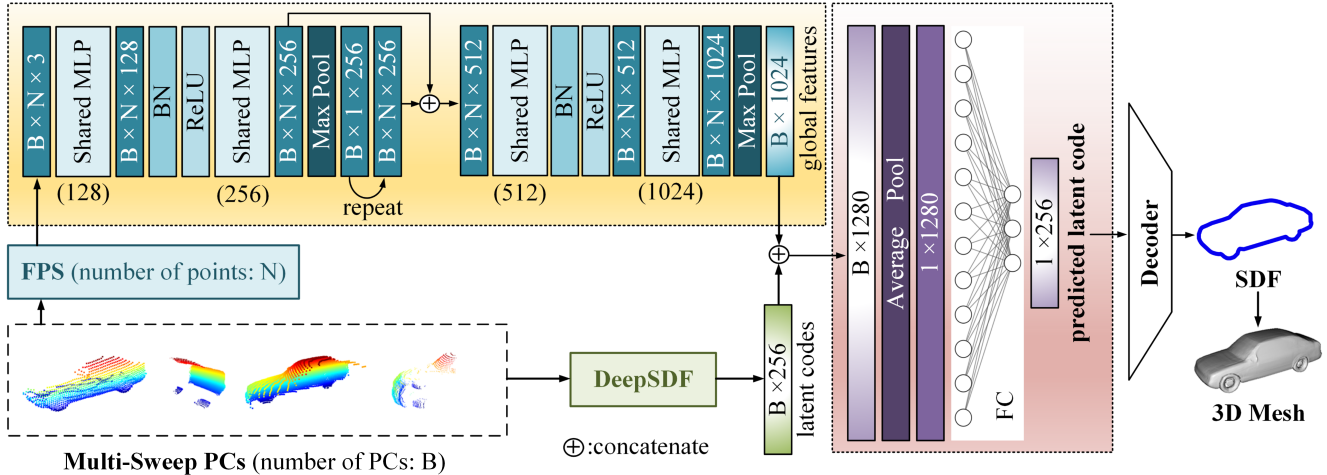 B × N × 3
Shared MLP
(128)
B × N × 128
BN
ReLU
Shared MLP
(256)
B × N × 256
Max Pool
B × 1 × 256
B × N × 256
repeat
B × N × 512
Shared MLP
(512)
BN
ReLU
B × N × 512
Shared MLP
(1024)
B × N × 1024
Max Pool
B × 1024
global features
FPS (number of points: N)
Multi-Sweep PCs (number of PCs: B)
DeepSDF
B ×256
latent codes
:concatenate
B ×1280
Average Pool
1 ×1280
FC
1 ×256
predicted latent code
Decoder
SDF
3D Mesh